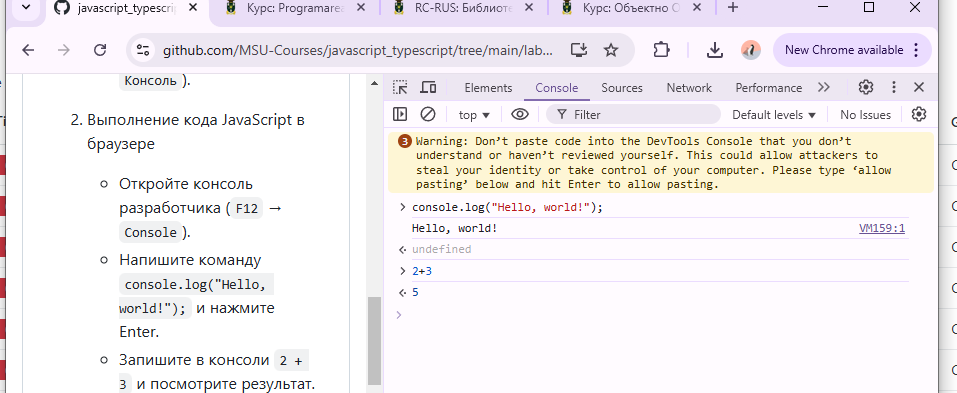 javascript_typescri
Курс: Programarea
RC-RUS: Библиоте
Курс: Объектно О
github.com/MSU-Courses/javascript_typescript/tree/main/lab...
New Chrome available
Консоль ).
2. Выполнение кода JavaScript в
браузере
Откройте консоль
разработчика ( F12 →
Console ).
Напишите команду
console.log("Hello,
world!"); и нажмите
Enter.
Запишите в консоли 2 +
3 и посмотрите результат.
Elements Console Sources Network Performance
top Filter Default levels No Issues
3 Warning: Don’t paste code into the DevTools Console that you don’t
understand or haven’t reviewed yourself. This could allow attackers to
steal your identity or take control of your computer. Please type ‘allow
pasting’ below and hit Enter to allow pasting.
console.log("Hello, world!");
Hello, world! VM159:1
undefined
2+3
5